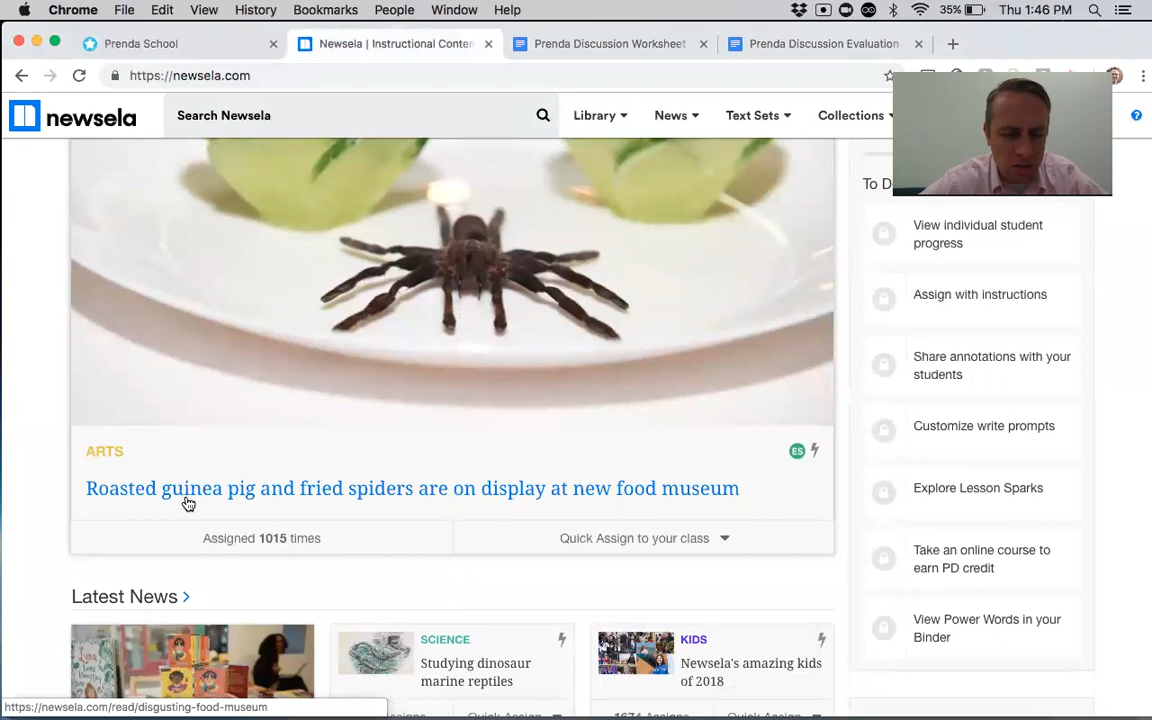 Chrome File Edit View History Bookmarks People Window Help 35% Thu 1:46 PM
Prenda School Newsela | Instructional Conten Prenda Discussion Worksheet Prenda Discussion Evaluation
https://newsela.com
newsela Search Newsela Library News Text Sets Collections
To D
View individual student
progress
Assign with instructions
Share annotations with your
students
Customize write prompts
Explore Lesson Sparks
Take an online course to
earn PD credit
View Power Words in your
Binder
ARTS ES
Roasted guinea pig and fried spiders are on display at new food museum
Assigned 1015 times Quick Assign to your class
Latest News >
SCIENCE
Studying dinosaur
marine reptiles
KIDS
Newsela's amazing kids
of 2018
https://newsela.com/read/disgusting-food-museum